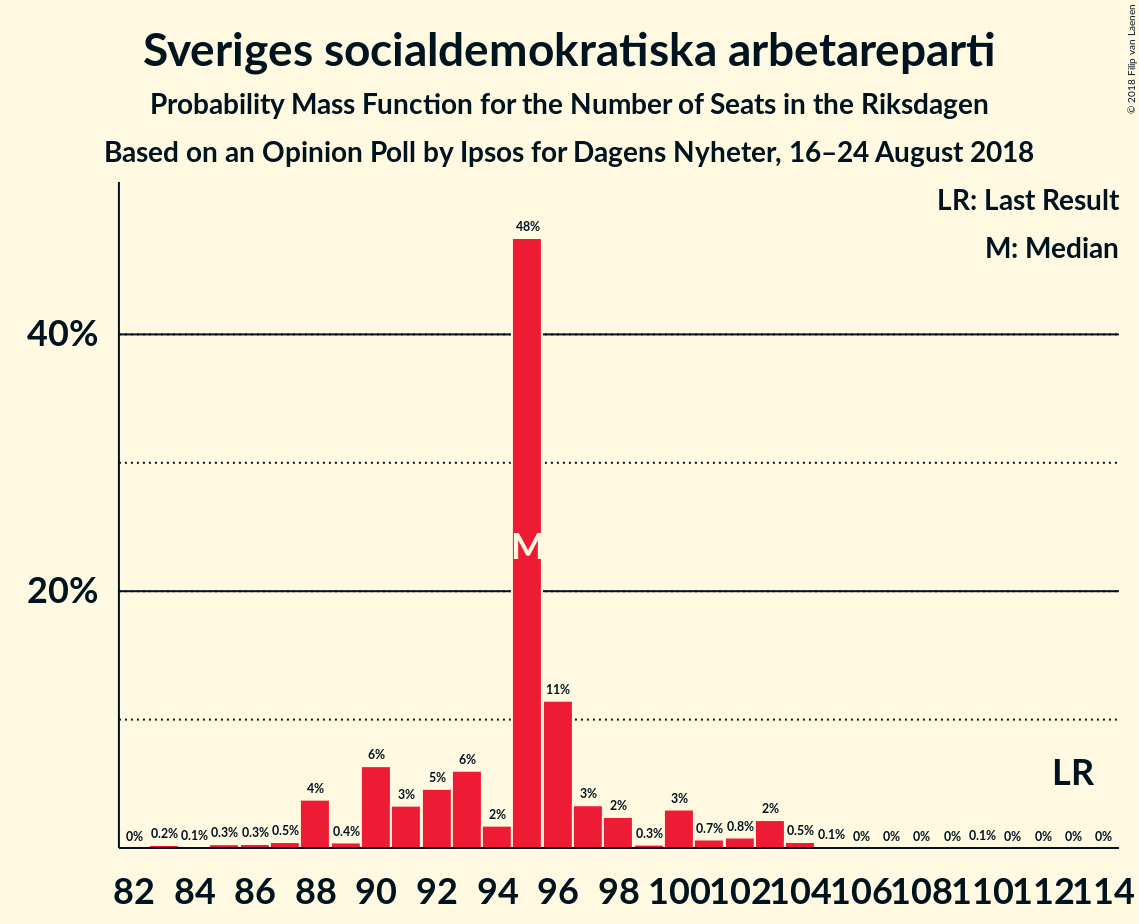 Sveriges socialdemokratiska arbetareparti
Probability Mass Function for the Number of Seats in the Riksdagen
Based on an Opinion Poll by Ipsos for Dagens Nyheter, 16–24 August 2018
© 2018 Filip van Laenen
LR: Last Result
M: Median
48%
40%
M
20%
11%
LR
0% 0.2% 0.1% 0.3% 0.3% 0.5% 4% 0.4% 6% 3% 5% 6% 2% 3% 2% 0.3% 3% 0.7% 0.8% 2% 0.5% 0.1% 0% 0% 0% 0% 0.1% 0% 0% 0% 0%
82 84 86 88 90 92 94 96 98 100 102 104 106 108 110 112 114